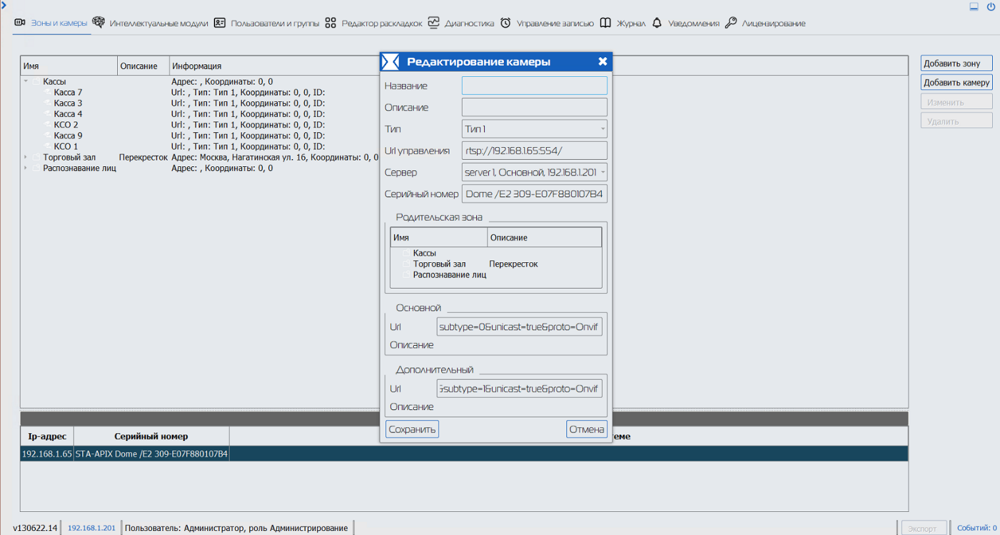 Зоны и камеры Интеллектуальные модули Пользователи и группы Редактор раскладкок Диагностика Управление записью Журнал Уведомления Лицензирование
Имя Описание Информация
Кассы Адрес: , Координаты: 0, 0
Касса 7 Url: , Тип: Тип 1, Координаты: 0, 0, ID:
Касса 3 Url: , Тип: Тип 1, Координаты: 0, 0, ID:
Касса 4 Url: , Тип: Тип 1, Координаты: 0, 0, ID:
КСО 2 Url: , Тип: Тип 1, Координаты: 0, 0, ID:
Касса 9 Url: , Тип: Тип 1, Координаты: 0, 0, ID:
КСО 1 Url: , Тип: Тип 1, Координаты: 0, 0, ID:
Торговый зал Перекресток Адрес: Москва, Нагатинская ул. 16, Координаты: 0, 0
Распознавание лиц Адрес: , Координаты: 0, 0
Добавить зону
Добавить камеру
Изменить
Удалить
Редактирование камеры
Название
Описание
Тип Тип 1
Url управления rtsp://192.168.1.65:554/
Сервер server 1, Основной, 192.168.1.201
Серийный номер Dome /E2 309-E07F880107B4
Родительская зона
Имя Описание
Кассы
Торговый зал Перекресток
Распознавание лиц
Основной
Url subtype=0&unicast=true&proto=Onvif
Описание
Дополнительный
Url &subtype=1&unicast=true&proto=Onvif
Описание
Сохранить Отмена
Ip-адрес Серийный номер еме
192.168.1.65 STA-APIX Dome /E2 309-E07F880107B4
v130622.14 192.168.1.201 Пользователь: Администратор, роль Администрирование Экспорт Событий: 0